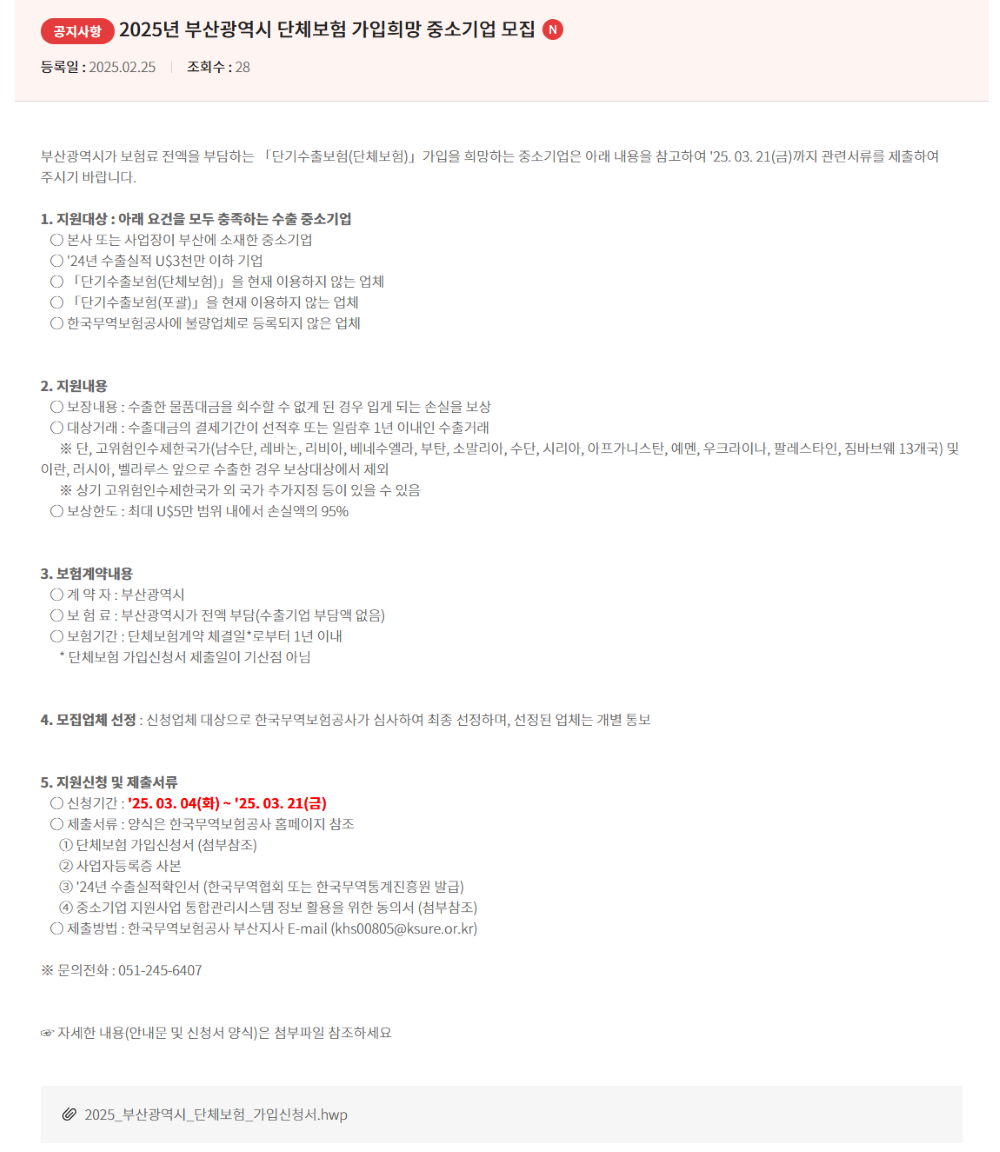 공지사항 2025년 부산광역시 단체보험 가입희망 중소기업 모집 N
등록일 : 2025.02.25 | 조회수 : 28
부산광역시가 보험료 전액을 부담하는 「단기수출보험(단체보험)」가입을 희망하는 중소기업은 아래 내용을 참고하여 '25. 03. 21(금)까지 관련서류를 제출하여
주시기 바랍니다.
1. 지원대상 : 아래 요건을 모두 충족하는 수출 중소기업
○ 본사 또는 사업장이 부산에 소재한 중소기업
○ '24년 수출실적 U$3천만 이하 기업
○ 「단기수출보험(단체보험)」을 현재 이용하지 않는 업체
○ 「단기수출보험(포괄)」을 현재 이용하지 않는 업체
○ 한국무역보험공사에 불량업체로 등록되지 않은 업체
2. 지원내용
○ 보장내용 : 수출한 물품대금을 회수할 수 없게 된 경우 입게 되는 손실을 보상
○ 대상거래 : 수출대금의 결제기간이 선적후 또는 일람후 1년 이내인 수출거래
※ 단, 고위험인수제한국가(남수단, 레바논, 리비아, 베네수엘라, 부탄, 소말리아, 수단, 시리아, 아프가니스탄, 예멘, 우크라이나, 팔레스타인, 짐바브웨 13개국) 및
이란, 러시아, 벨라루스 앞으로 수출한 경우 보상대상에서 제외
※ 상기 고위험인수제한국가 외 국가 추가지정 등이 있을 수 있음
○ 보상한도 : 최대 U$5만 범위 내에서 손실액의 95%
3. 보험계약내용
○ 계 약 자 : 부산광역시
○ 보 험 료 : 부산광역시가 전액 부담(수출기업 부담액 없음)
○ 보험기간 : 단체보험계약 체결일*로부터 1년 이내
* 단체보험 가입신청서 제출일이 기산점 아님
4. 모집업체 선정 : 신청업체 대상으로 한국무역보험공사가 심사하여 최종 선정하며, 선정된 업체는 개별 통보
5. 지원신청 및 제출서류
○ 신청기간 : '25. 03. 04(화) ~ '25. 03. 21(금)
○ 제출서류 : 양식은 한국무역보험공사 홈페이지 참조
① 단체보험 가입신청서 (첨부참조)
② 사업자등록증 사본
③ '24년 수출실적확인서 (한국무역협회 또는 한국무역통계진흥원 발급)
④ 중소기업 지원사업 통합관리시스템 정보 활용을 위한 동의서 (첨부참조)
○ 제출방법 : 한국무역보험공사 부산지사 E-mail (khs00805@ksure.or.kr)
※ 문의전화 : 051-245-6407
☞ 자세한 내용(안내문 및 신청서 양식)은 첨부파일 참조하세요
2025_부산광역시_단체보험_가입신청서.hwp